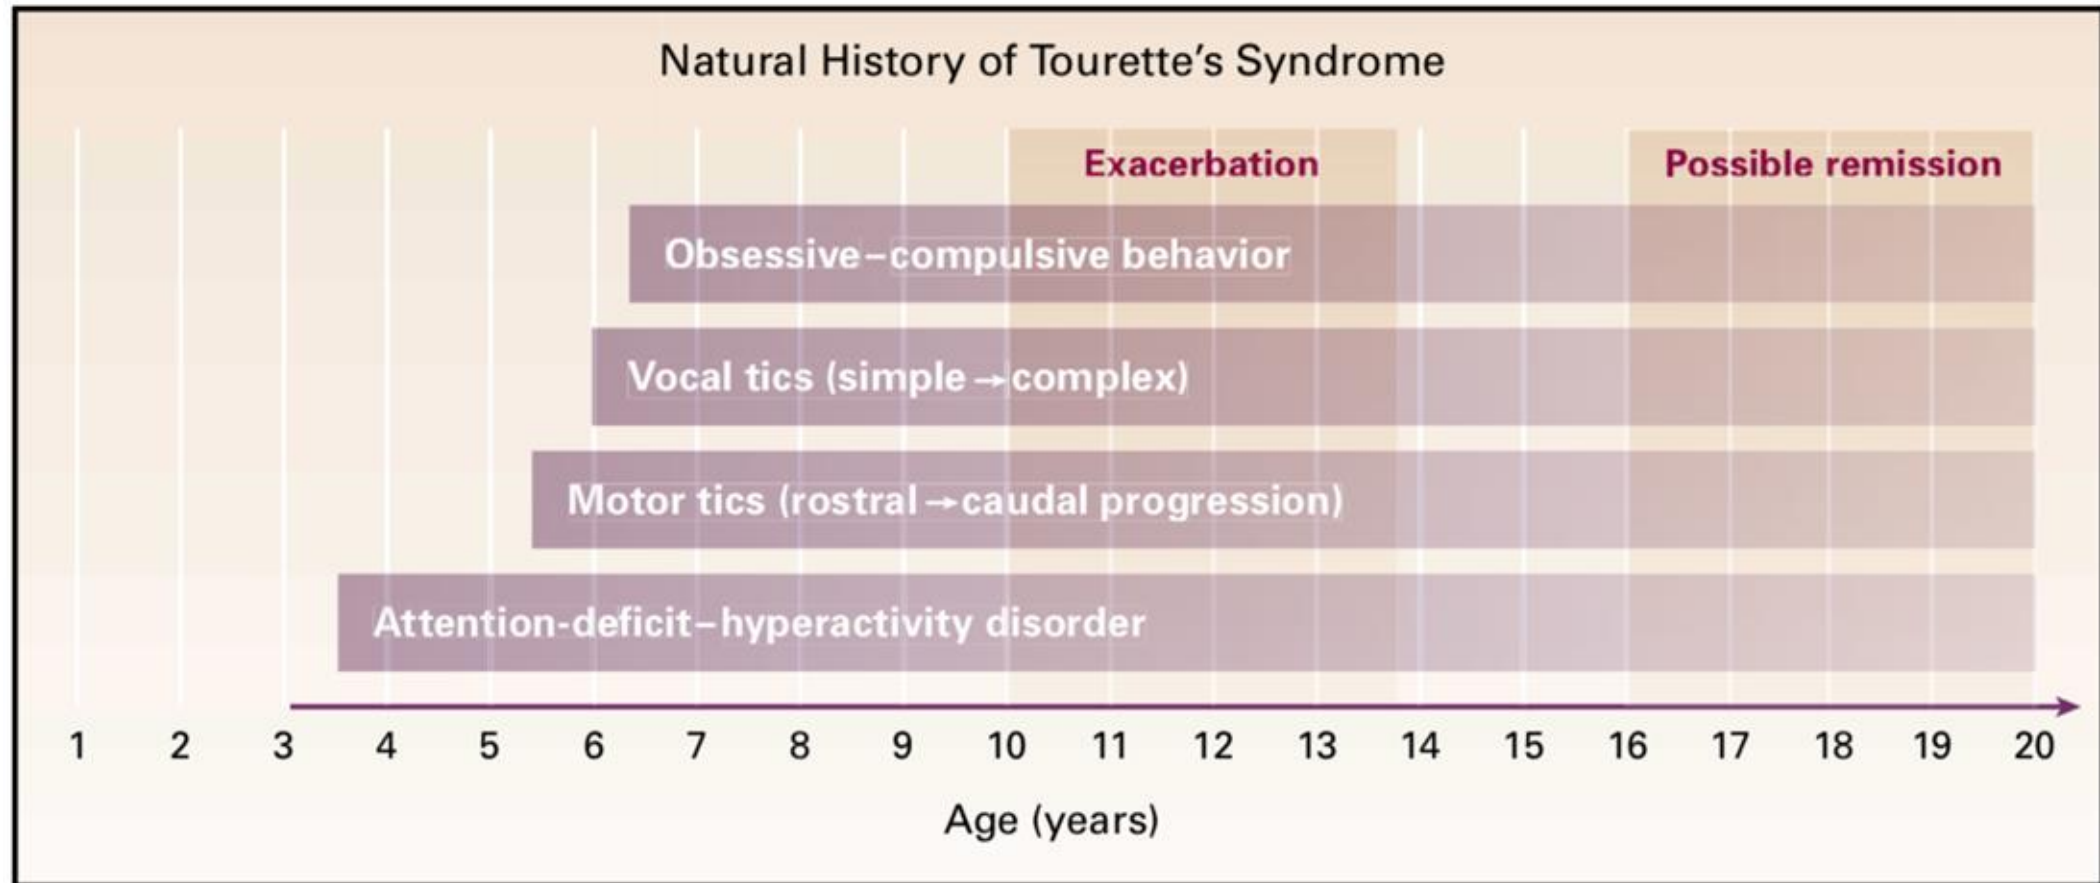 Natural History of Tourette’s Syndrome
Exacerbation
Possible remission
Obsessive–compulsive behavior
Vocal tics (simple→complex)
Motor tics (rostral→caudal progression)
Attention-deficit–hyperactivity disorder
1 2 3 4 5 6 7 8 9 10 11 12 13 14 15 16 17 18 19 20
Age (years)